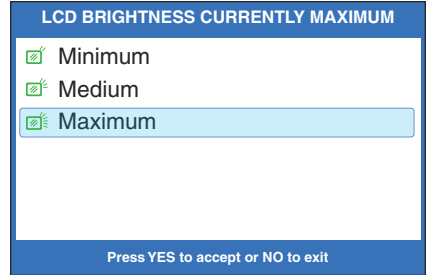 LCD BRIGHTNESS CURRENTLY MAXIMUM
Minimum
Medium
Maximum
Press YES to accept or NO to exit